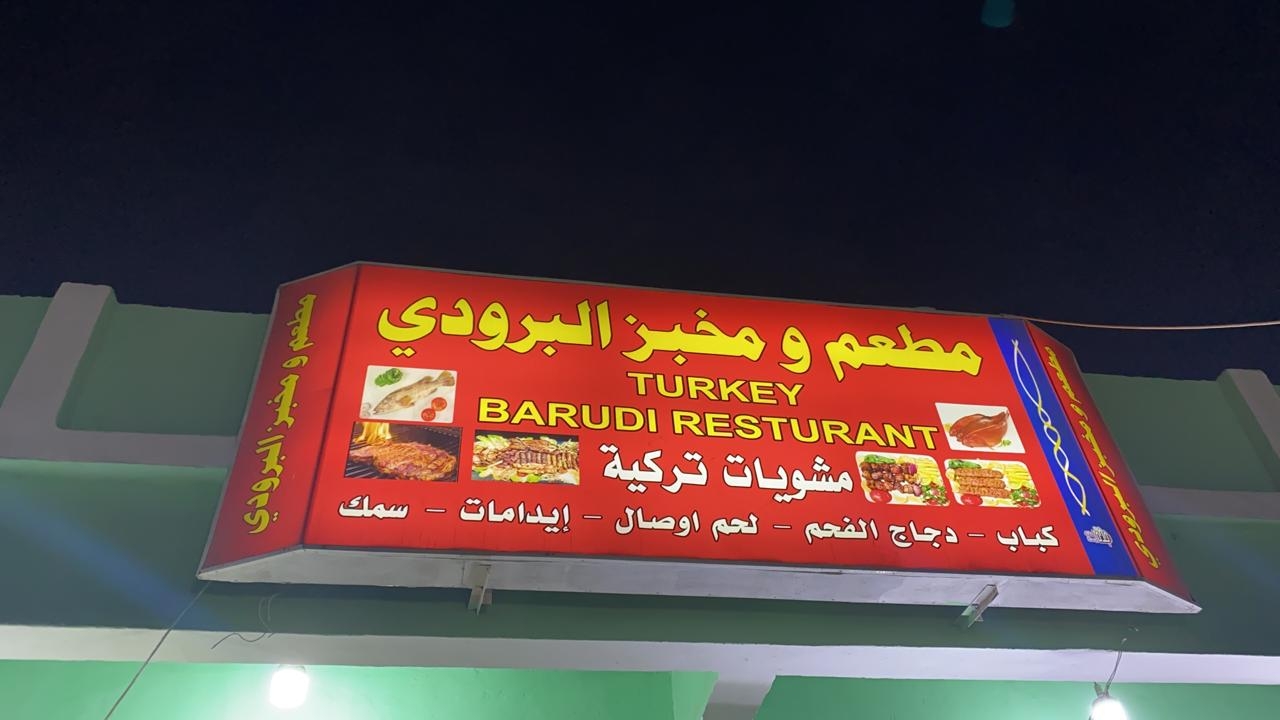 مطعم و مخبز البرودي
TURKEY
BARUDI RESTURANT
مشويات تركية
كباب - دجاج الفحم - لحم اوصال - إيدامات - سمك
مطعم و مخبز البرودي
مطعم و مخبز البرودي